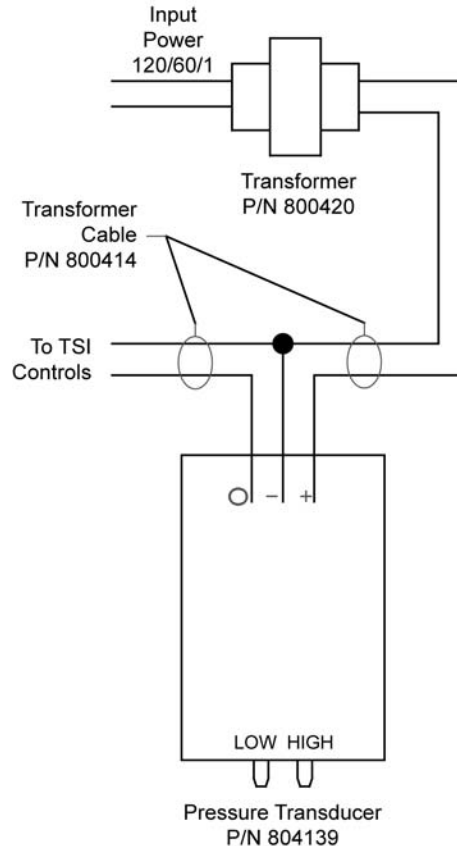 Input
Power
120/60/1
Transformer
P/N 800420
Transformer
Cable
P/N 800414
To TSI
Controls
O − +
LOW HIGH
Pressure Transducer
P/N 804139